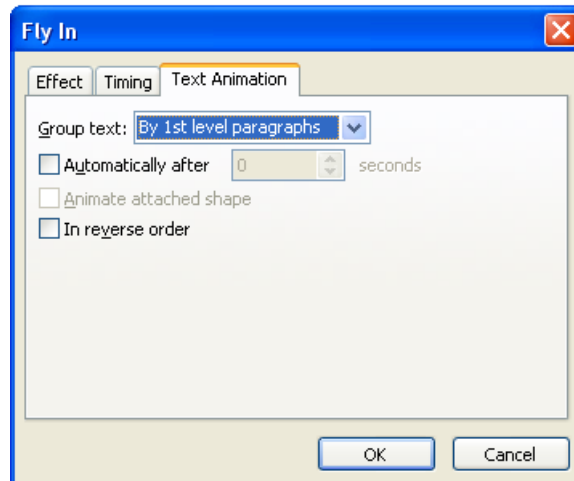 Fly In
Effect Timing Text Animation
Group text: By 1st level paragraphs
Automatically after 0 seconds
Animate attached shape
In reverse order
OK Cancel